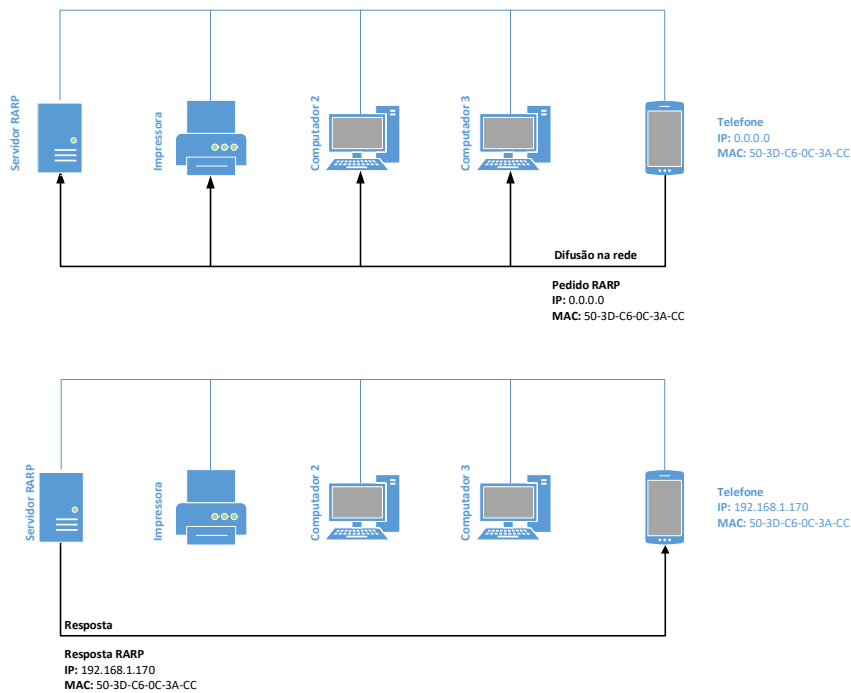 Servidor RARP
Impressora
Computador 2
Computador 3
Telefone
IP: 0.0.0.0
MAC: 50-3D-C6-0C-3A-CC
Difusão na rede
Pedido RARP
IP: 0.0.0.0
MAC: 50-3D-C6-0C-3A-CC
Servidor RARP
Impressora
Computador 2
Computador 3
Telefone
IP: 192.168.1.170
MAC: 50-3D-C6-0C-3A-CC
Resposta
Resposta RARP
IP: 192.168.1.170
MAC: 50-3D-C6-0C-3A-CC